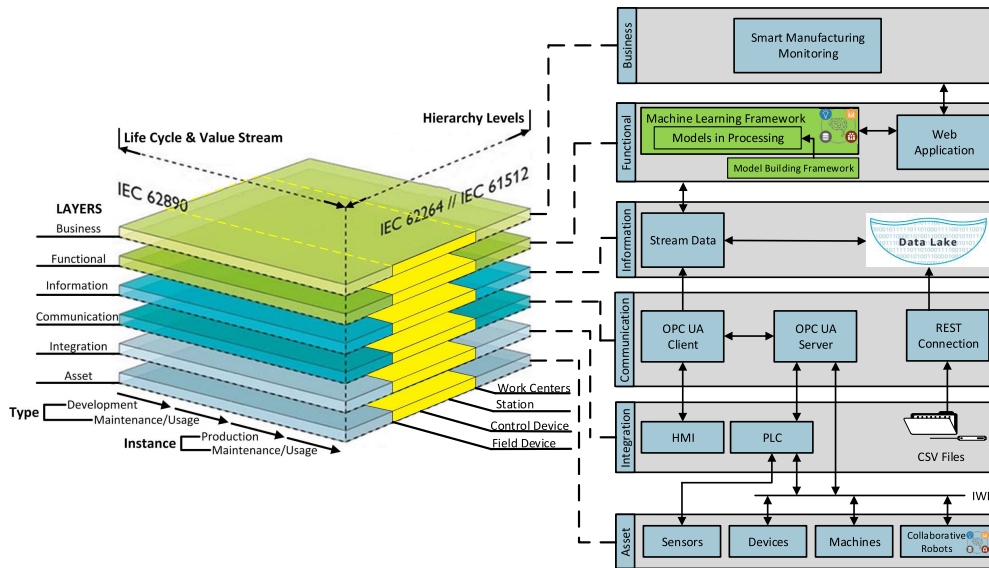 Life Cycle & Value Stream
Hierarchy Levels
IEC 62890
IEC 62264 // IEC 61512
LAYERS
Business
Functional
Information
Communication
Integration
Asset
Type
Development
Maintenance/Usage
Instance
Production
Maintenance/Usage
Work Centers
Station
Control Device
Field Device
Business
Smart Manufacturing
Monitoring
Functional
Machine Learning Framework
Models in Processing
Model Building Framework
Web
Application
Information
Stream Data
Data Lake
Communication
OPC UA
Client
OPC UA
Server
REST
Connection
Integration
HMI
PLC
CSV Files
Asset
Sensors
Devices
Machines
Collaborative
Robots